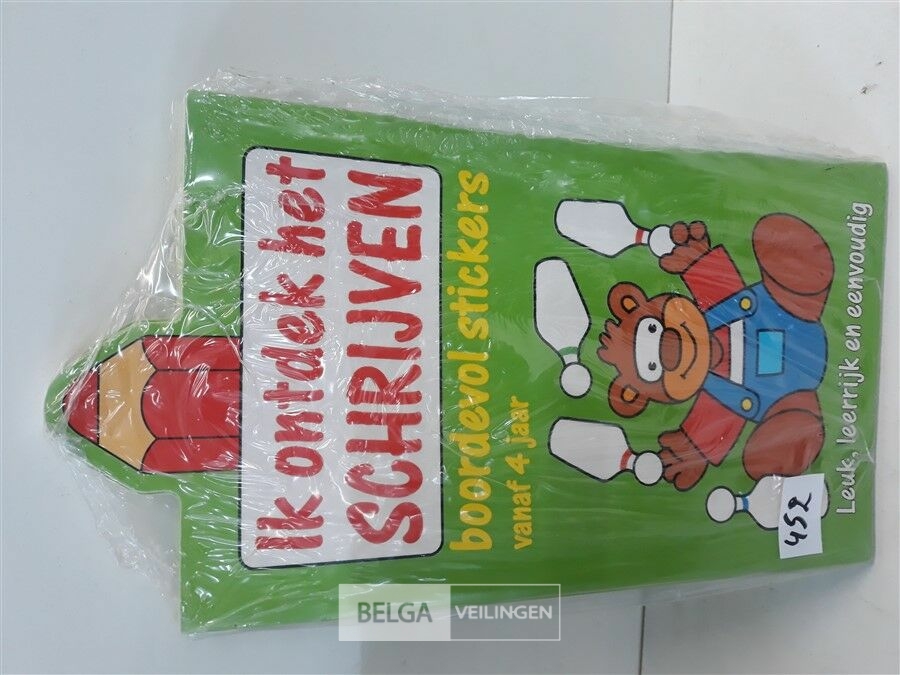 Ik ontdek het
SCHRIJVEN
boordevol stickers
vanaf 4 jaar
452
Leuk, leerrijk en eenvoudig
BELGA VEILINGEN